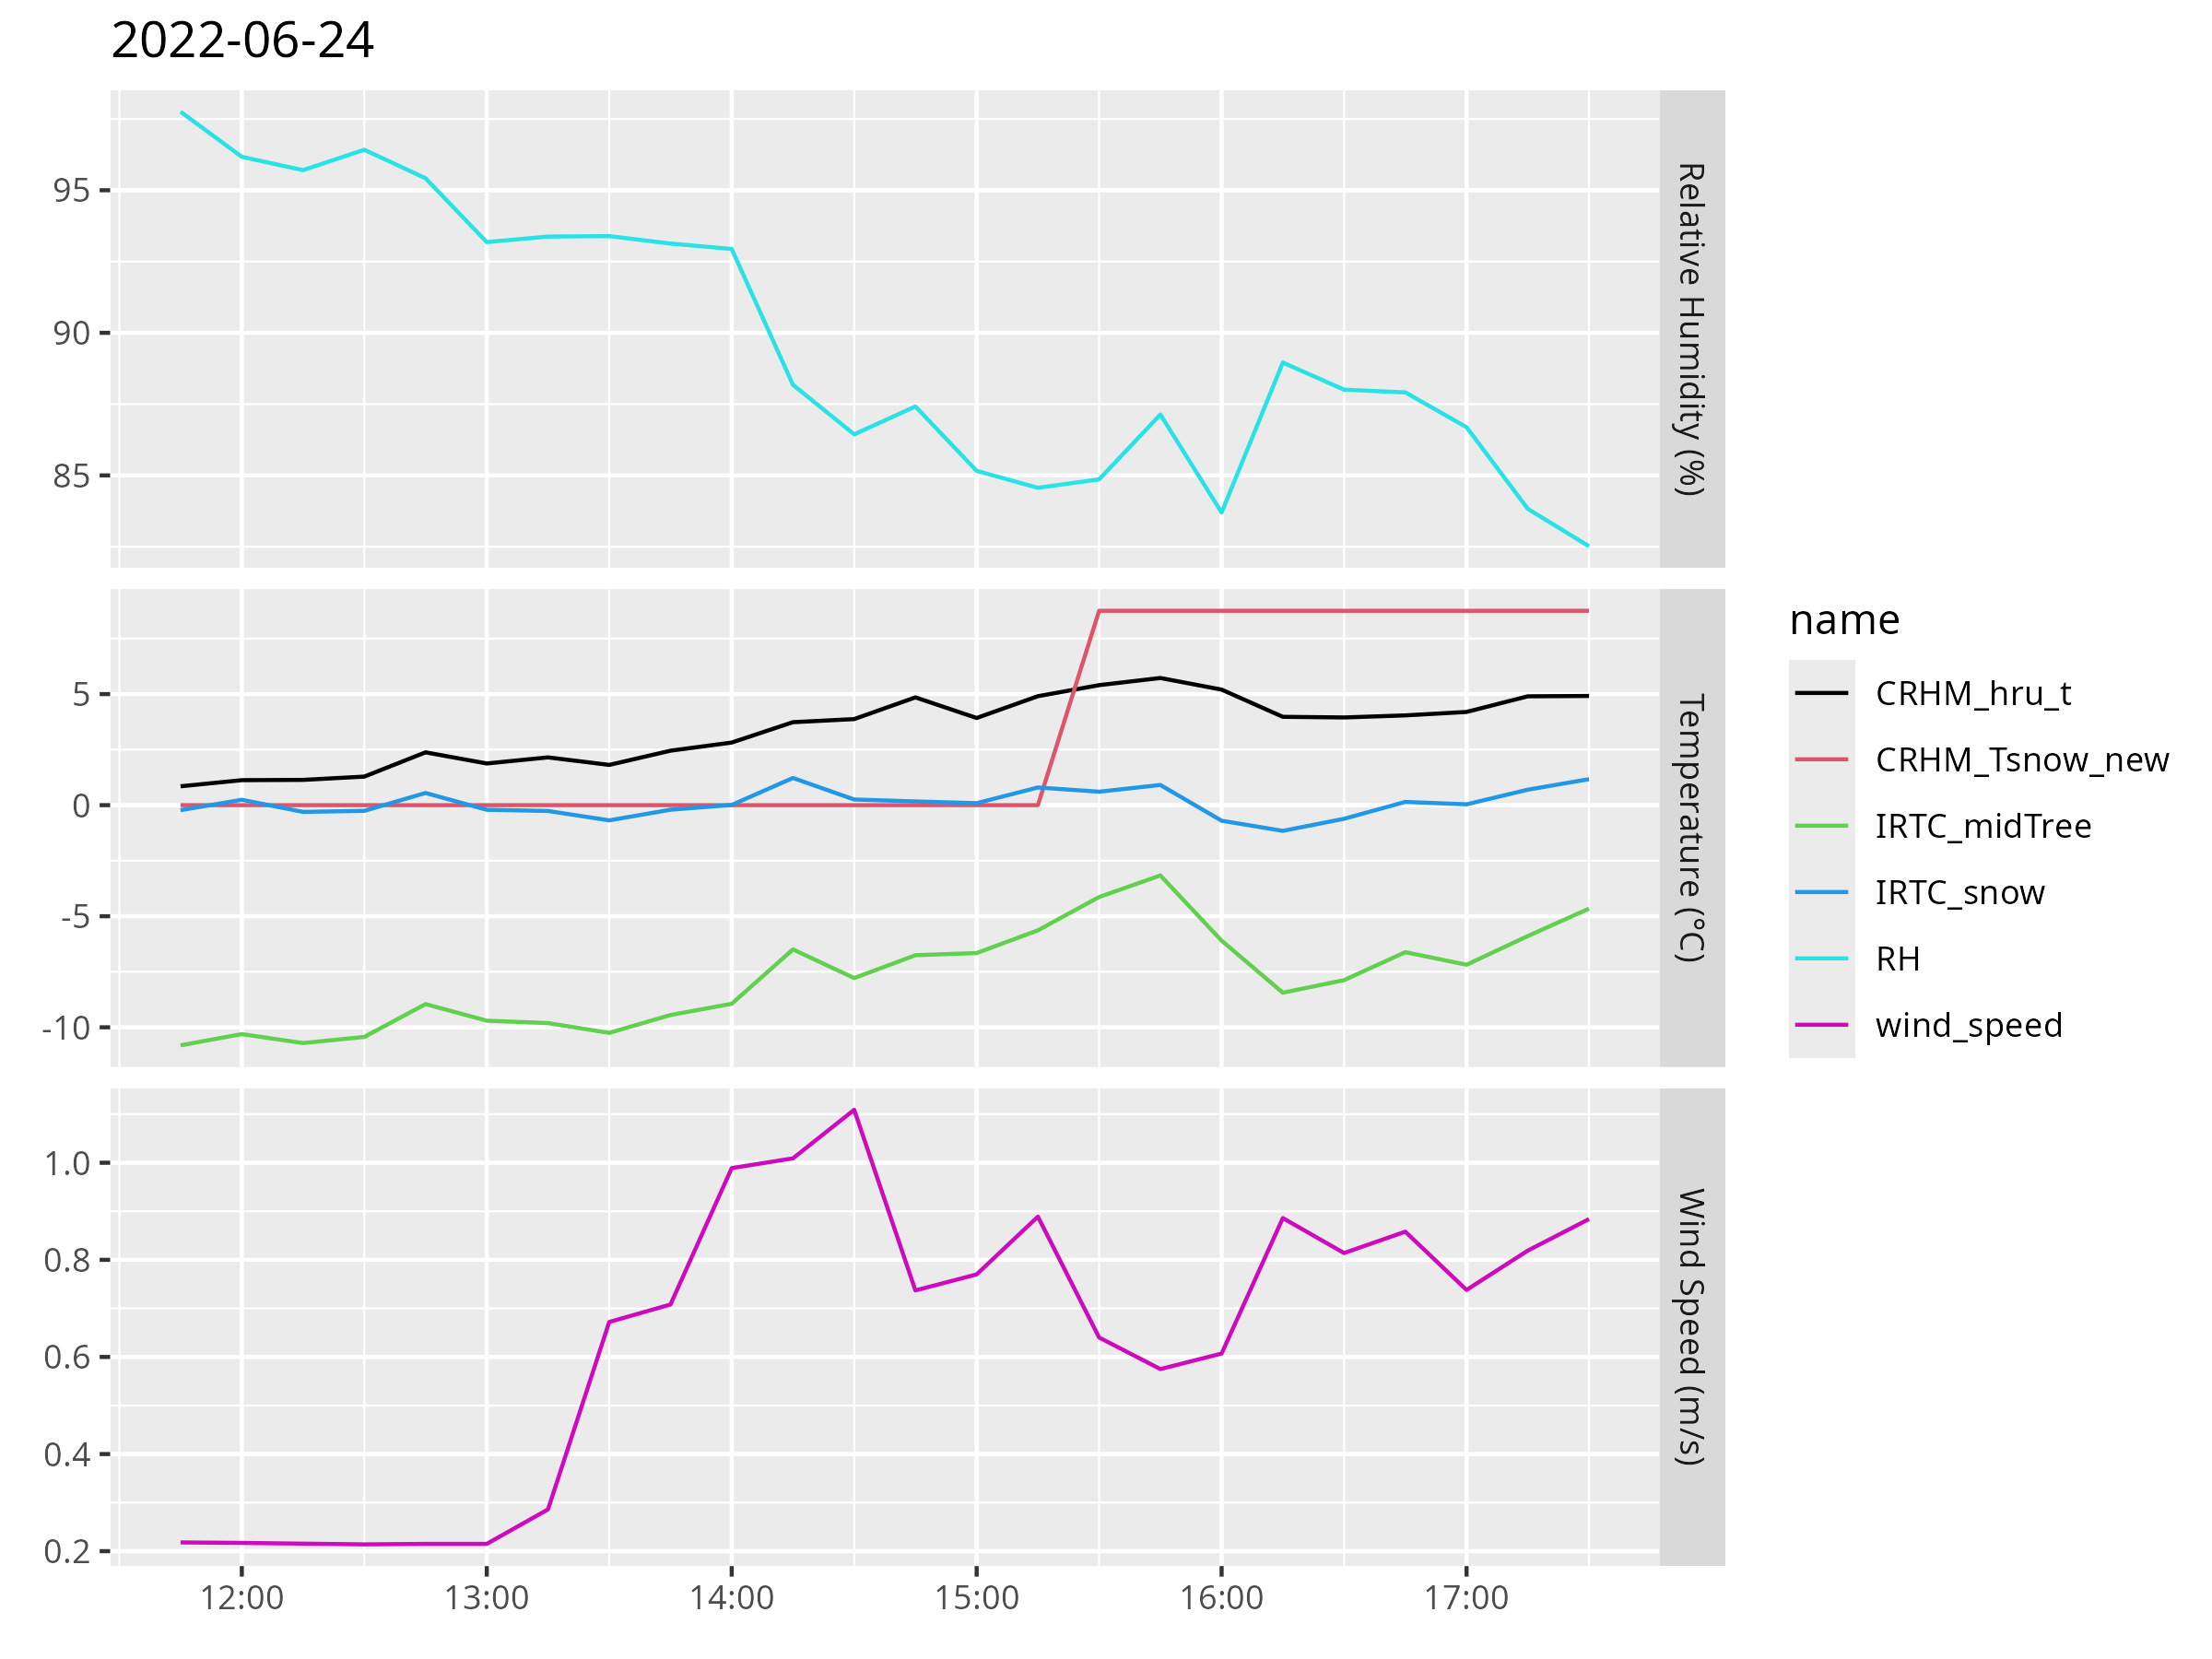 2022-06-24
95
90
85
Relative Humidity (%)
5
0
-5
-10
Temperature (°C)
1.0
0.8
0.6
0.4
0.2
Wind Speed (m/s)
12:00 13:00 14:00 15:00 16:00 17:00
name
CRHM_hru_t
CRHM_Tsnow_new
IRTC_midTree
IRTC_snow
RH
wind_speed